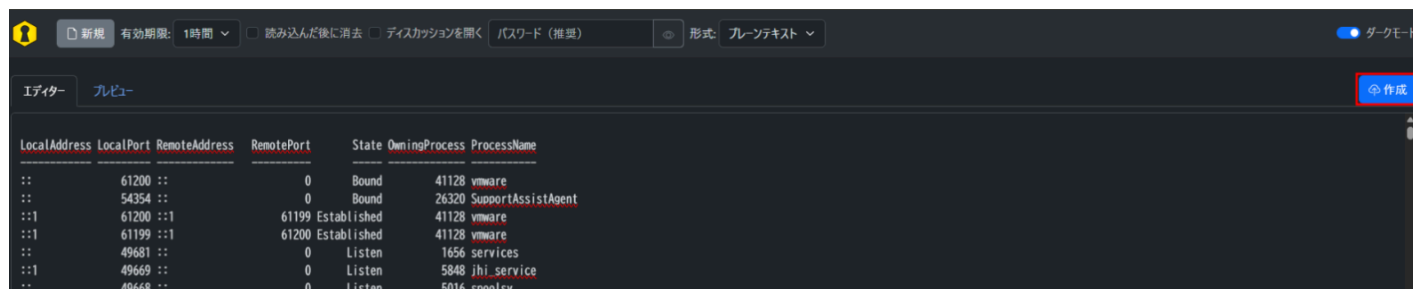 新規 有効期限: 1時間 読み込んだ後に消去 ディスカッションを開く パスワード（推奨） 形式: プレーンテキスト ダークモード
エディター プレビュー 作成
LocalAddress LocalPort RemoteAddress RemotePort State OwningProcess ProcessName
------------ --------- ------------- ---------- ----- ------------- -----------
:: 61200 :: 0 Bound 41128 vmware
:: 54354 :: 0 Bound 26320 SupportAssistAgent
::1 61200 ::1 61199 Established 41128 vmware
::1 61199 ::1 61200 Established 41128 vmware
:: 49681 :: 0 Listen 1656 services
::1 49669 :: 0 Listen 5848 jhi_service
:: 49668 :: 0 Listen 5016 spoolsv